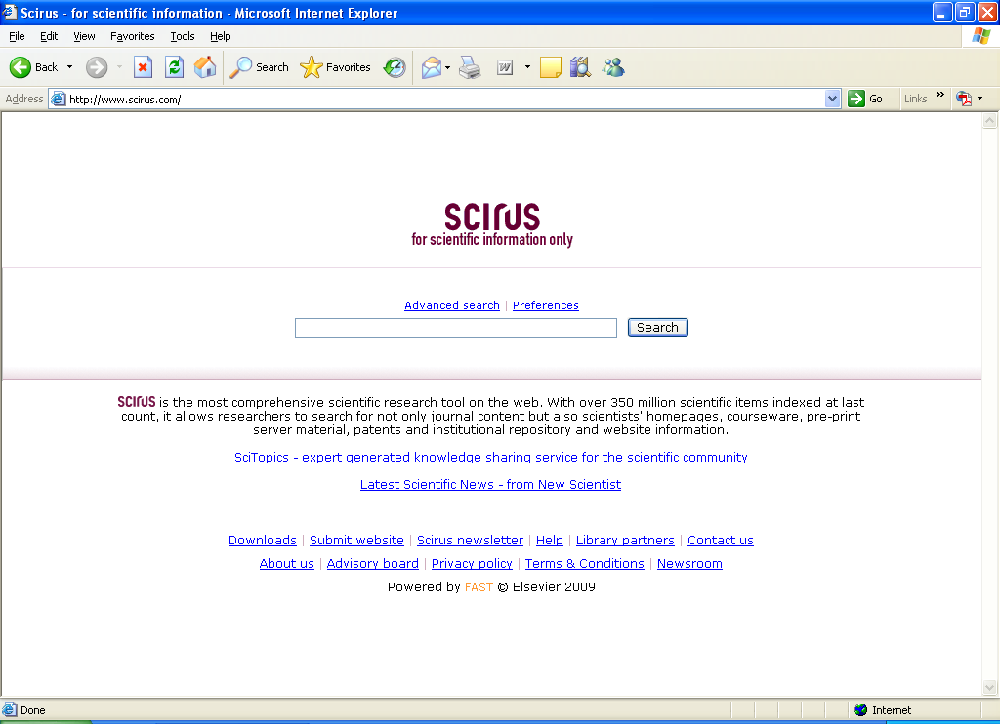 Scirus - for scientific information - Microsoft Internet Explorer
File Edit View Favorites Tools Help
Back Search Favorites W
Address http://www.scirus.com/ Go Links »
SCIRUS
for scientific information only
Advanced search | Preferences
Search
SCIRUS is the most comprehensive scientific research tool on the web. With over 350 million scientific items indexed at last
count, it allows researchers to search for not only journal content but also scientists' homepages, courseware, pre-print
server material, patents and institutional repository and website information.
SciTopics - expert generated knowledge sharing service for the scientific community
Latest Scientific News - from New Scientist
Downloads | Submit website | Scirus newsletter | Help | Library partners | Contact us
About us | Advisory board | Privacy policy | Terms & Conditions | Newsroom
Powered by FAST © Elsevier 2009
Done Internet